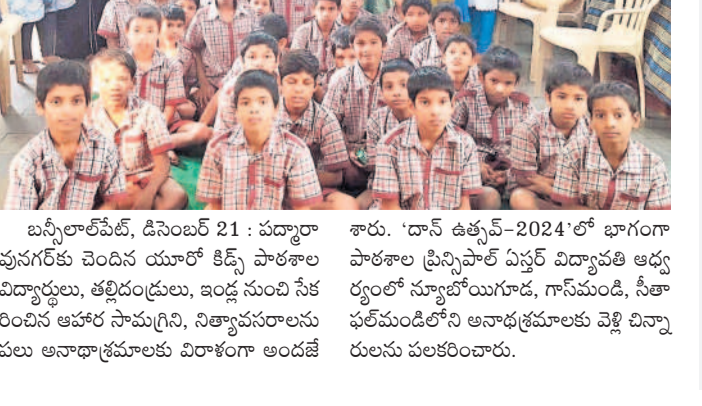 బన్సీలాల్‌పేట్, డిసెంబర్ 21 : పద్మారా
వునగర్‌కు చెందిన యూరో కిడ్స్ పాఠశాల
విద్యార్థులు, తల్లిదండ్రులు, ఇండ్ల నుంచి సేక
రించిన ఆహార సామగ్రిని, నిత్యావసరాలను
పలు అనాథాశ్రమాలకు విరాళంగా అందజే
శారు. ‘దాన్ ఉత్సవ్-2024’లో భాగంగా
పాఠశాల ప్రిన్సిపాల్ ఏస్తర్ విద్యావతి ఆధ్వ
ర్యంలో న్యూబోయిగూడ, గాస్‌మండి, సీతా
ఫల్‌మండిలోని అనాథశ్రమాలకు వెళ్లి చిన్నా
రులను పలకరించారు.